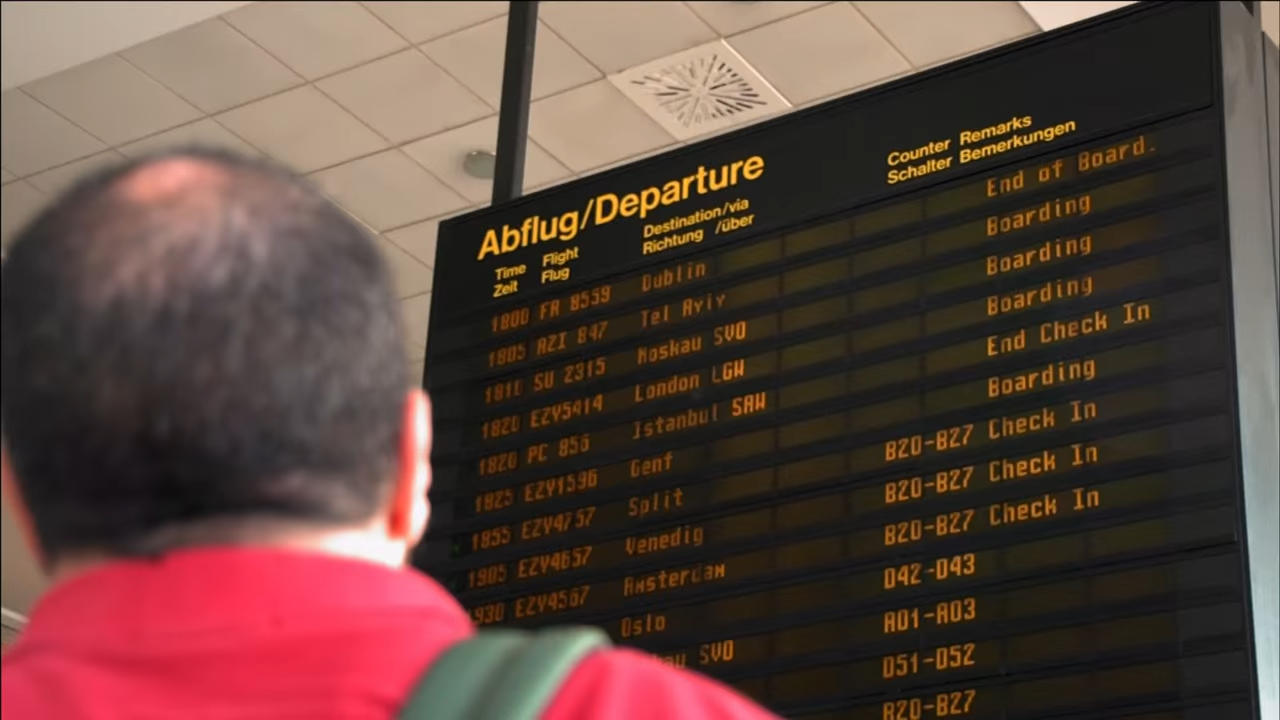 Abflug/Departure
Time Flight Destination/via Counter Remarks
Zeit Flug Richtung /über Schalter Bemerkungen
1800 FR 8559 Dublin End of Board.
1805 AZI 847 Tel Aviv Boarding
1810 SU 2315 Moskau SVO Boarding
1820 EZY5414 London LGW Boarding
1820 PC 856 Istanbul SAW End Check In
1825 EZY1596 Genf Boarding
1855 EZY4757 Split B20-B27 Check In
1905 EZY4657 Venedig B20-B27 Check In
930 EZY4567 Amsterdam B20-B27 Check In
Oslo D42-D43
SVO A01-A03
D51-D52
B20-B27